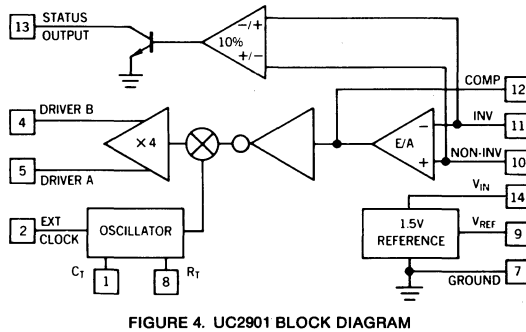 13
STATUS
OUTPUT
10%
−/+
+/−
COMP
12
4
DRIVER B
× 4
E/A
−
+
INV
11
NON-INV
10
5
DRIVER A
V_IN
14
2
EXT
CLOCK
OSCILLATOR
1.5V
REFERENCE
V_REF
9
C_T
1
8
R_T
GROUND
7
FIGURE 4. UC2901 BLOCK DIAGRAM